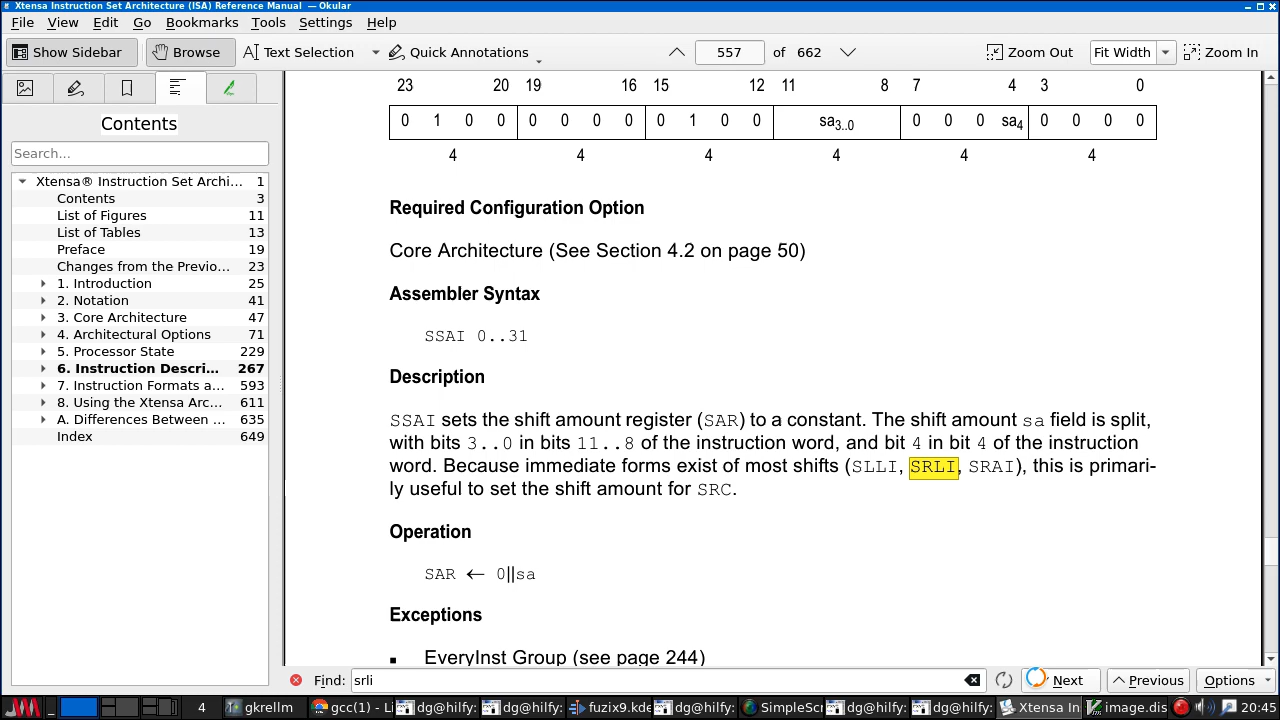 Xtensa Instruction Set Architecture (ISA) Reference Manual — Okular
File View Edit Go Bookmarks Tools Settings Help
Show Sidebar Browse Text Selection Quick Annotations 557 of 662 Zoom Out Fit Width Zoom In
Contents
Search...
Xtensa® Instruction Set Archi... 1
Contents 3
List of Figures 11
List of Tables 13
Preface 19
Changes from the Previo... 23
1. Introduction 25
2. Notation 41
3. Core Architecture 47
4. Architectural Options 71
5. Processor State 229
6. Instruction Descri... 267
7. Instruction Formats a... 593
8. Using the Xtensa Arc... 611
A. Differences Between ... 635
Index 649
23 20 19 16 15 12 11 8 7 4 3 0
0 1 0 0 0 0 0 0 0 1 0 0 sa3..0 0 0 0 sa4 0 0 0 0
4 4 4 4 4 4
Required Configuration Option
Core Architecture (See Section 4.2 on page 50)
Assembler Syntax
SSAI 0..31
Description
SSAI sets the shift amount register (SAR) to a constant. The shift amount sa field is split,
with bits 3..0 in bits 11..8 of the instruction word, and bit 4 in bit 4 of the instruction
word. Because immediate forms exist of most shifts (SLLI, SRLI, SRAI), this is primari-
ly useful to set the shift amount for SRC.
Operation
SAR ← 0||sa
Exceptions
▪ EveryInst Group (see page 244)
Find: srli Next Previous Options
4 gkrellm gcc(1) - Li dg@hilfy: dg@hilfy: fuzix9.kde dg@hilfy: SimpleScr dg@hilfy: dg@hilfy: Xtensa In image.dis 20:45